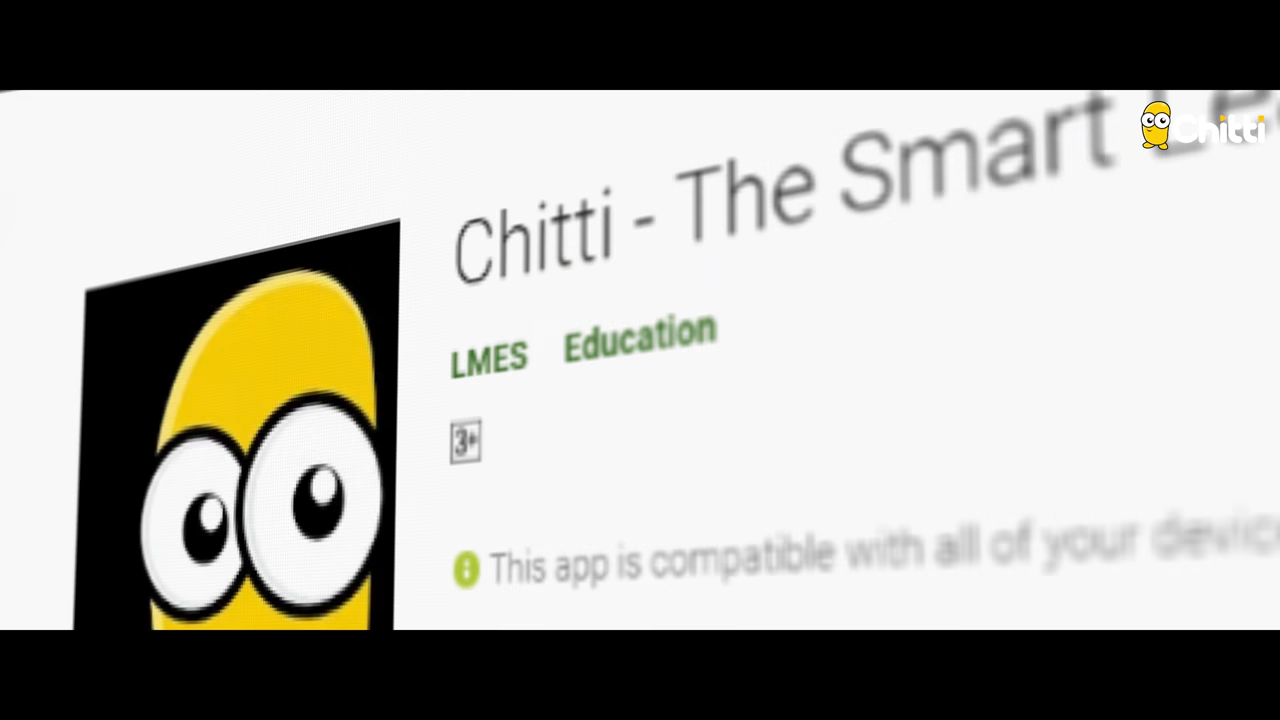 Chitti
Chitti - The Smart
LMES Education
3+
This app is compatible with all of your